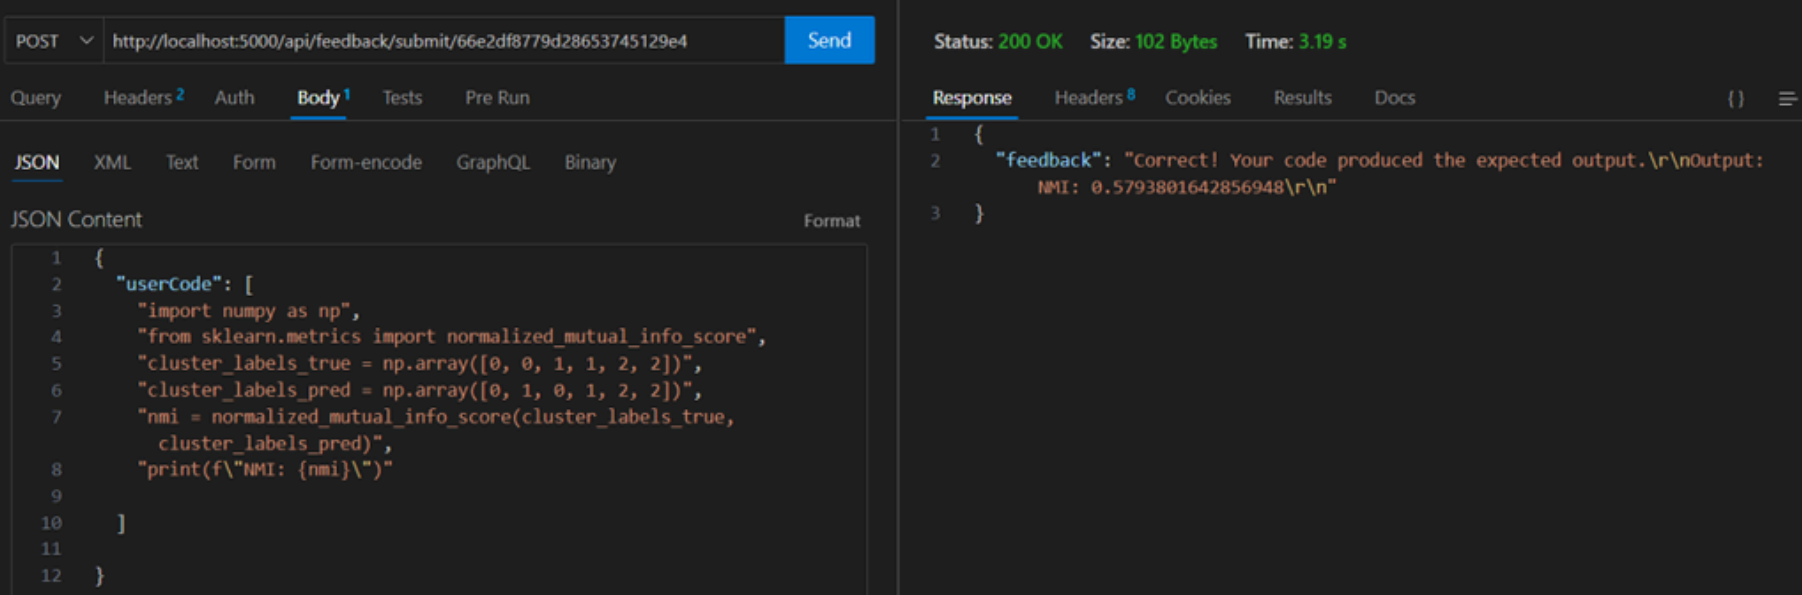 POST http://localhost:5000/api/feedback/submit/66e2df8779d28653745129e4 Send
Query Headers 2 Auth Body 1 Tests Pre Run
JSON XML Text Form Form-encode GraphQL Binary
JSON Content Format
1 {
2 "userCode": [
3 "import numpy as np",
4 "from sklearn.metrics import normalized_mutual_info_score",
5 "cluster_labels_true = np.array([0, 0, 1, 1, 2, 2])",
6 "cluster_labels_pred = np.array([0, 1, 0, 1, 2, 2])",
7 "nmi = normalized_mutual_info_score(cluster_labels_true,
cluster_labels_pred)",
8 "print(f\"NMI: {nmi}\")"
9
10 ]
11
12 }
Status: 200 OK Size: 102 Bytes Time: 3.19 s
Response Headers 8 Cookies Results Docs { }
1 {
2 "feedback": "Correct! Your code produced the expected output.\r\nOutput:
NMI: 0.5793801642856948\r\n"
3 }